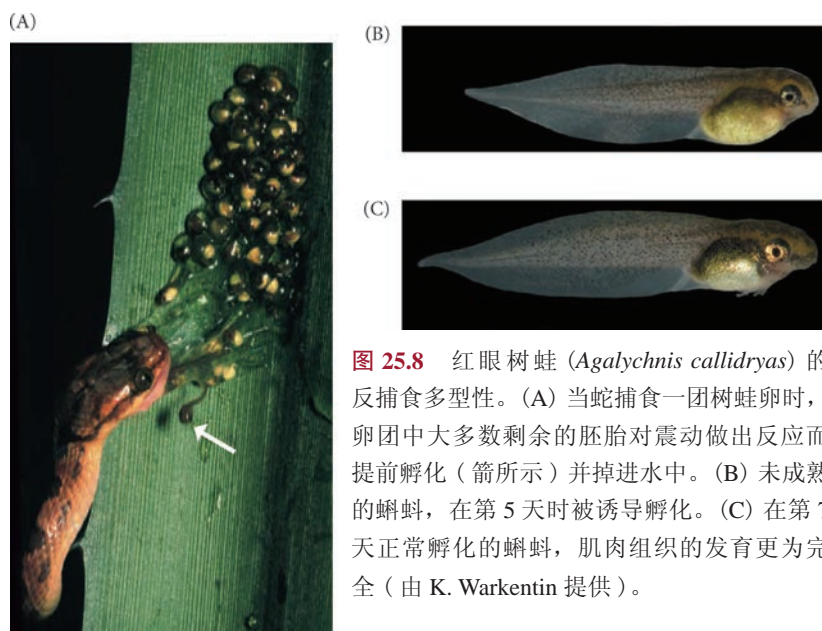 (A)
(B)
(C)
图 25.8 红眼树蛙 (Agalychnis callidryas) 的
反捕食多型性。(A) 当蛇捕食一团树蛙卵时，
卵团中大多数剩余的胚胎对震动做出反应而
提前孵化（箭所示）并掉进水中。(B) 未成熟
的蝌蚪，在第 5 天时被诱导孵化。(C) 在第
天正常孵化的蝌蚪，肌肉组织的发育更为完
全（由 K. Warkentin 提供）。